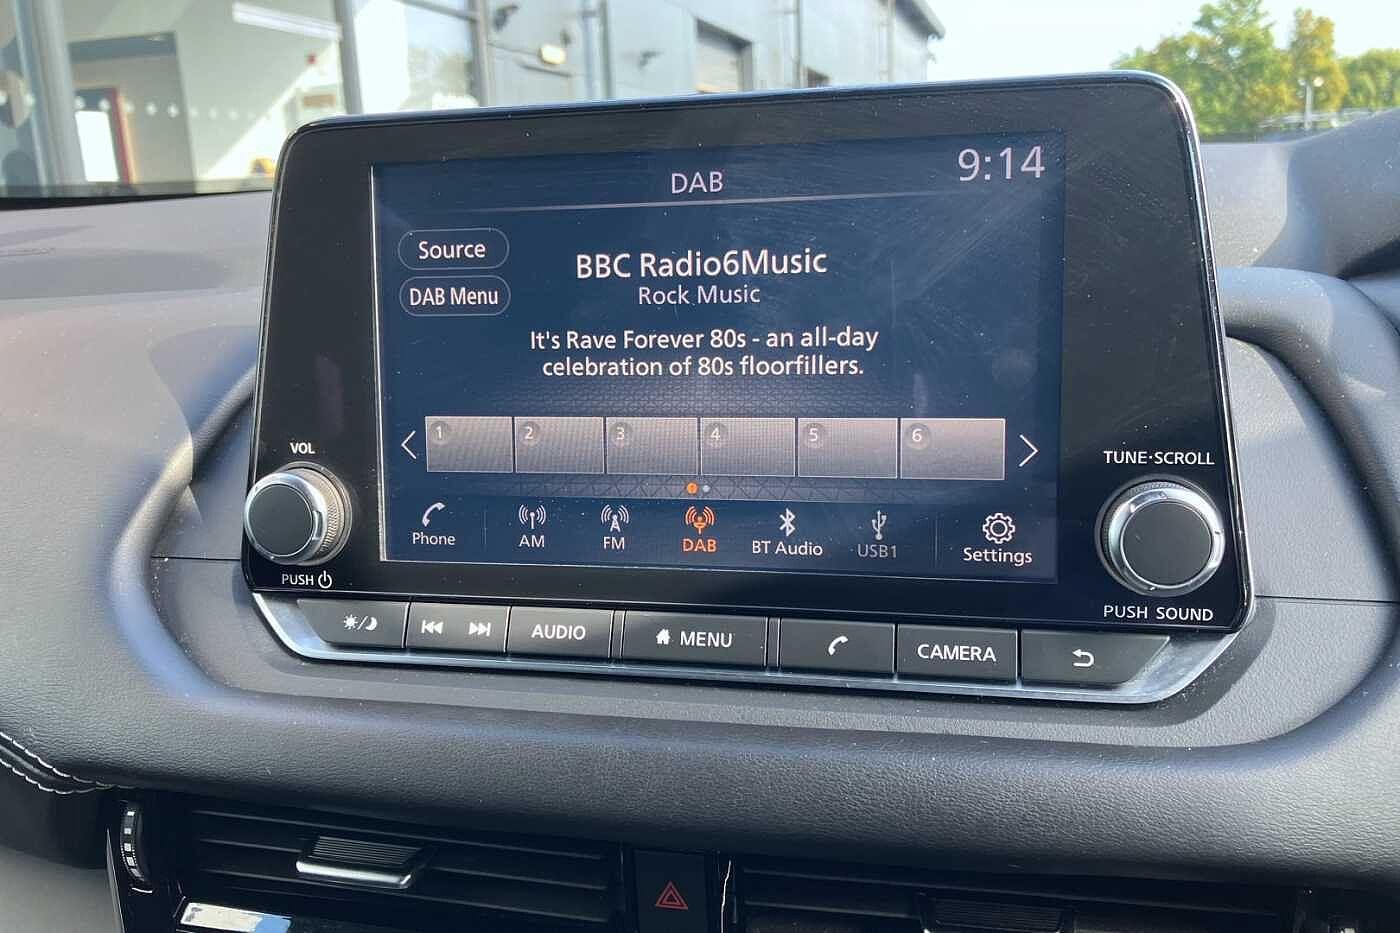 DAB
9:14
Source
DAB Menu
BBC Radio6Music
Rock Music
It's Rave Forever 80s - an all-day
celebration of 80s floorfillers.
1 2 3 4 5 6
Phone
AM
FM
DAB
BT Audio
USB1
Settings
VOL
PUSH
TUNE·SCROLL
PUSH SOUND
AUDIO
MENU
CAMERA